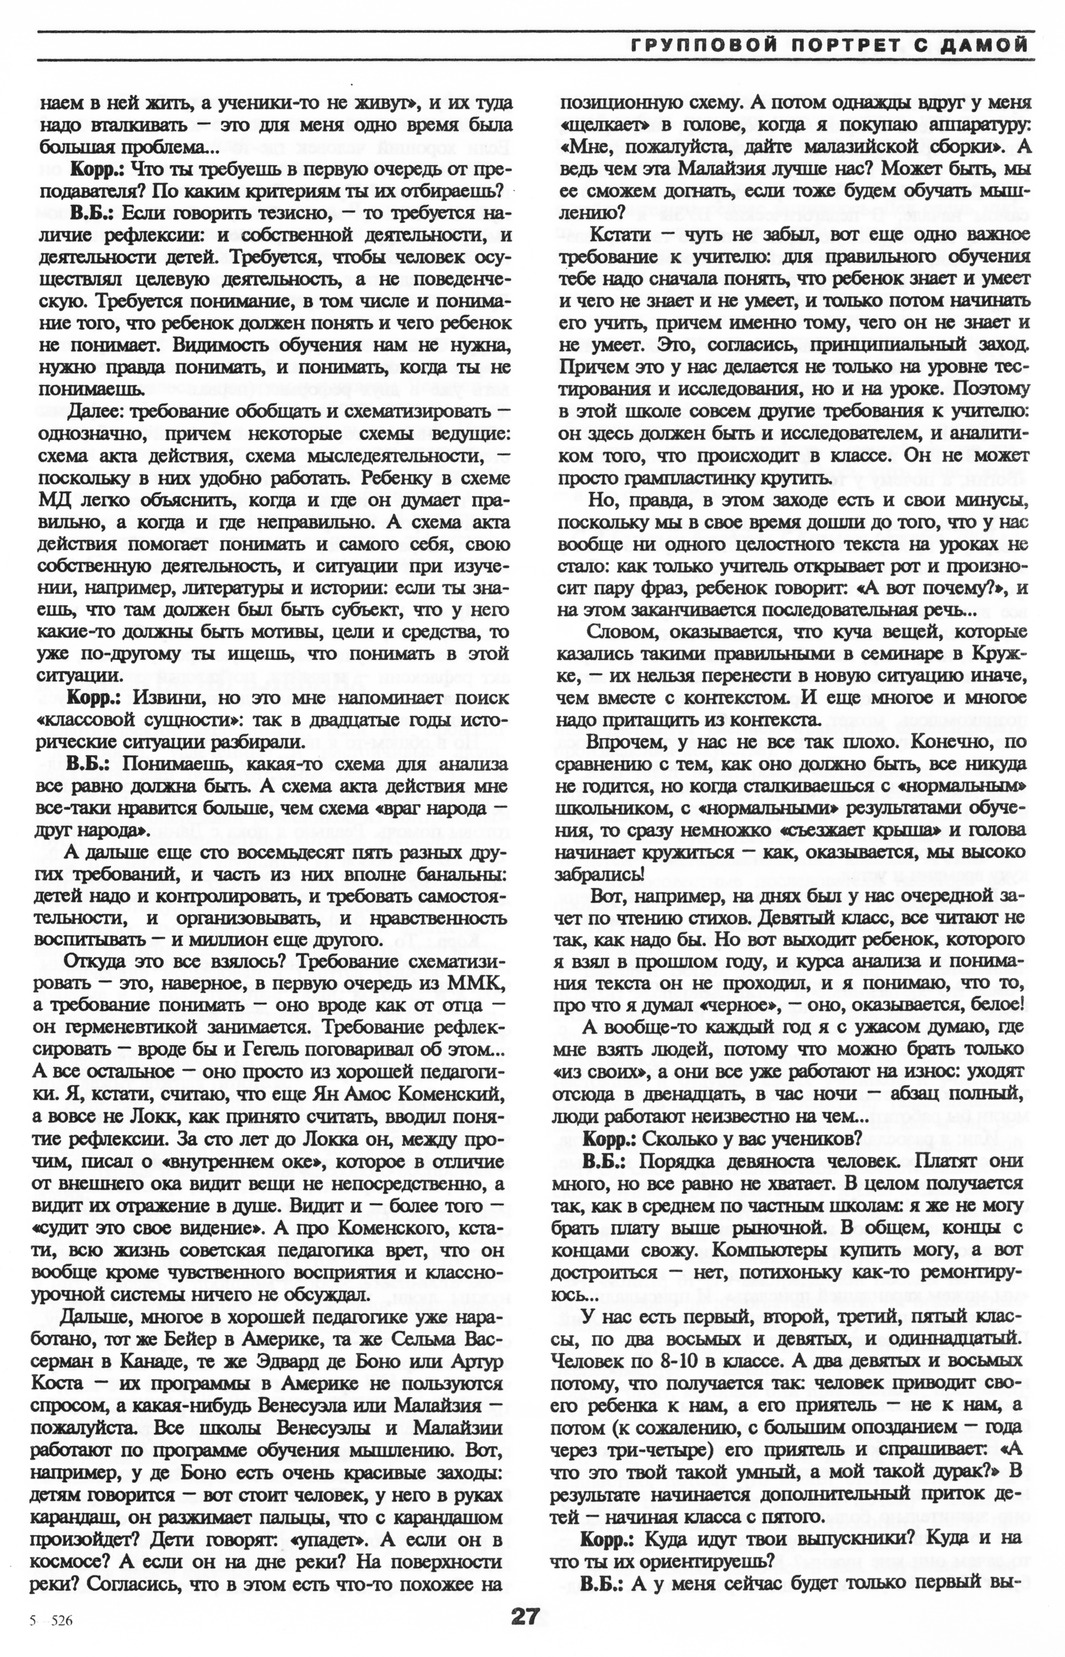 ГРУППОВОЙ ПОРТРЕТ С ДАМОЙ
наем в ней жить, а ученики-то не живут», и их туда
надо вталкивать — это для меня одно время была
большая проблема...
Корр.: Что ты требуешь в первую очередь от пре-
подавателя? По каким критериям ты их отбираешь?
В.Б.: Если говорить тезисно, — то требуется на-
личие рефлексии: и собственной деятельности, и
деятельности детей. Требуется, чтобы человек осу-
ществлял целевую деятельность, а не поведенче-
скую. Требуется понимание, в том числе и понима-
ние того, что ребенок должен понять и чего ребенок
не понимает. Видимость обучения нам не нужна,
нужно правда понимать, и понимать, когда ты не
понимаешь.
Далее: требование обобщать и схематизировать —
однозначно, причем некоторые схемы ведущие:
схема акта действия, схема мыследеятельности, —
поскольку в них удобно работать. Ребенку в схеме
МД легко объяснить, когда и где он думает пра-
вильно, а когда и где неправильно. А схема акта
действия помогает понимать и самого себя, свою
собственную деятельность, и ситуации при изуче-
нии, например, литературы и истории: если ты зна-
ешь, что там должен был быть субъект, что у него
какие-то должны быть мотивы, цели и средства, то
уже по-другому ты ищешь, что понимать в этой
ситуации.
Корр.: Извини, но это мне напоминает поиск
«классовой сущности»: так в двадцатые годы исто-
рические ситуации разбирали.
В.Б.: Понимаешь, какая-то схема для анализа
все равно должна быть. А схема акта действия мне
все-таки нравится больше, чем схема «враг народа —
друг народа».
А дальше еще сто восемьдесят пять разных дру-
гих требований, и часть из них вполне банальны:
детей надо и контролировать, и требовать самостоя-
тельности, и организовывать, и нравственность
воспитывать — и миллион еще другого.
Откуда это все взялось? Требование схематизи-
ровать — это, наверное, в первую очередь из ММК,
а требование понимать — оно вроде как от отца —
он герменевтикой занимается. Требование рефлек-
сировать — вроде бы и Гегель поговаривал об этом...
А все остальное — оно просто из хорошей педагоги-
ки. Я, кстати, считаю, что еще Ян Амос Коменский,
а вовсе не Локк, как принято считать, вводил поня-
тие рефлексии. За сто лет до Локка он, между про-
чим, писал о «внутреннем оке», которое в отличие
от внешнего ока видит вещи не непосредственно, а
видит их отражение в душе. Видит и — более того —
«судит это свое видение». А про Коменского, кста-
ти, всю жизнь советская педагогика врет, что он
вообще кроме чувственного восприятия и классно-
урочной системы ничего не обсуждал.
Дальше, многое в хорошей педагогике уже нара-
ботано, тот же Бейер в Америке, та же Сельма Вас-
серман в Канаде, те же Эдвард де Боно или Артур
Коста — их программы в Америке не пользуются
спросом, а какая-нибудь Венесуэла или Малайзия —
пожалуйста. Все школы Венесуэлы и Малайзии
работают по программе обучения мышлению. Вот,
например, у де Боно есть очень красивые заходы:
детям говорится — вот стоит человек, у него в руках
карандаш, он разжимает пальцы, что с карандашом
произойдет? Дети говорят: «упадет». А если он в
космосе? А если он на дне реки? На поверхности
реки? Согласись, что в этом есть что-то похожее на
позиционную схему. А потом однажды вдруг у меня
«щелкает» в голове, когда я покупаю аппаратуру:
«Мне, пожалуйста, дайте малазийской сборки». А
ведь чем эта Малайзия лучше нас? Может быть, мы
ее сможем догнать, если тоже будем обучать мыш-
лению?
Кстати — чуть не забыл, вот еще одно важное
требование к учителю: для правильного обучения
тебе надо сначала понять, что ребенок знает и умеет
и чего не знает и не умеет, и только потом начинать
его учить, причем именно тому, чего он не знает и
не умеет. Это, согласись, принципиальный заход.
Причем это у нас делается не только на уровне тес-
тирования и исследования, но и на уроке. Поэтому
в этой школе совсем другие требования к учителю:
он здесь должен быть и исследователем, и аналити-
ком того, что происходит в классе. Он не может
просто грампластинку крутить.
Но, правда, в этом заходе есть и свои минусы,
поскольку мы в свое время дошли до того, что у нас
вообще ни одного целостного текста на уроках не
стало: как только учитель открывает рот и произно-
сит пару фраз, ребенок говорит: «А вот почему?», и
на этом заканчивается последовательная речь...
Словом, оказывается, что куча вещей, которые
казались такими правильными в семинаре в Круж-
ке, — их нельзя перенести в новую ситуацию иначе,
чем вместе с контекстом. И еще многое и многое
надо притащить из контекста.
Впрочем, у нас не все так плохо. Конечно, по
сравнению с тем, как оно должно быть, все никуда
не годится, но когда сталкиваешься с «нормальным»
школьником, с «нормальными» результатами обуче-
ния, то сразу немножко «съезжает крыша» и голова
начинает кружиться — как, оказывается, мы высоко
забрались!
Вот, например, на днях был у нас очередной за-
чет по чтению стихов. Девятый класс, все читают не
так, как надо бы. Но вот выходит ребенок, которого
я взял в прошлом году, и курса анализа и понима-
ния текста он не проходил, и я понимаю, что то,
про что я думал «черное», — оно, оказывается, белое!
А вообще-то каждый год я с ужасом думаю, где
мне взять людей, потому что можно брать только
«из своих», а они все уже работают на износ: уходят
отсюда в двенадцать, в час ночи — абзац полный,
люди работают неизвестно на чем...
Корр.: Сколько у вас учеников?
В.Б.: Порядка девяноста человек. Платят они
много, но все равно не хватает. В целом получается
так, как в среднем по частным школам: я же не могу
брать плату выше рыночной. В общем, концы с
концами свожу. Компьютеры купить могу, а вот
достроиться — нет, потихоньку как-то ремонтиру-
юсь...
У нас есть первый, второй, третий, пятый клас-
сы, по два восьмых и девятых, и одиннадцатый.
Человек по 8-10 в классе. А два девятых и восьмых
потому, что получается так: человек приводит сво-
его ребенка к нам, а его приятель — не к нам, а
потом (к сожалению, с большим опозданием — года
через три-четыре) его приятель и спрашивает: «А
что это твой такой умный, а мой такой дурак?» В
результате начинается дополнительный приток де-
тей — начиная класса с пятого.
Корр.: Куда идут твои выпускники? Куда и на
что ты их ориентируешь?
В.Б.: А у меня сейчас будет только первый вы-
5 526
27